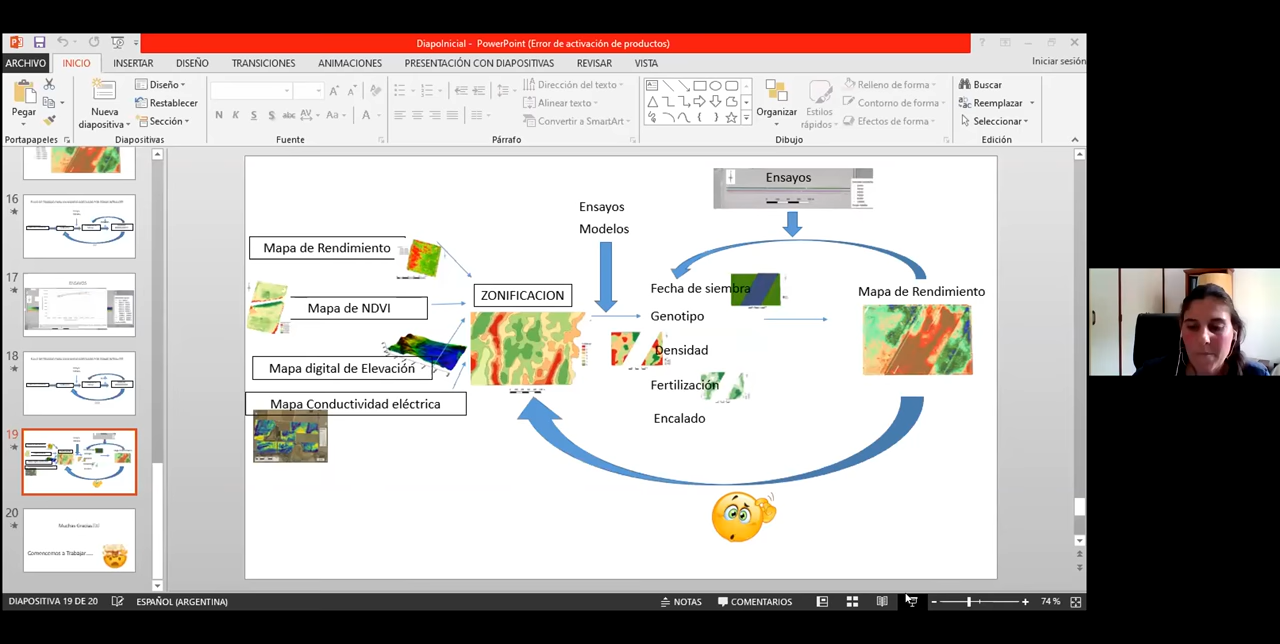 DiapoInicial - PowerPoint (Error de activación de productos)
ARCHIVO INICIO INSERTAR DISEÑO TRANSICIONES ANIMACIONES PRESENTACIÓN CON DIAPOSITIVAS REVISAR VISTA Iniciar sesión
Pegar
Nueva
diapositiva
Diseño
Restablecer
Sección
N K S S abc AV Aa A
Dirección del texto
Alinear texto
Convertir a SmartArt
Organizar
Estilos
rápidos
Relleno de forma
Contorno de forma
Efectos de forma
Buscar
Reemplazar
Seleccionar
Portapapeles Diapositivas Fuente Párrafo Dibujo Edición
16
17
18
19
20
Muchas Gracias
Comencemos a Trabajar.....
Ensayos
Ensayos
Modelos
Mapa de Rendimiento
Mapa de NDVI
Mapa digital de Elevación
Mapa Conductividad eléctrica
ZONIFICACION
Fecha de siembra
Genotipo
Densidad
Fertilización
Encalado
Mapa de Rendimiento
DIAPOSITIVA 19 DE 20 ESPAÑOL (ARGENTINA) NOTAS COMENTARIOS 74 %